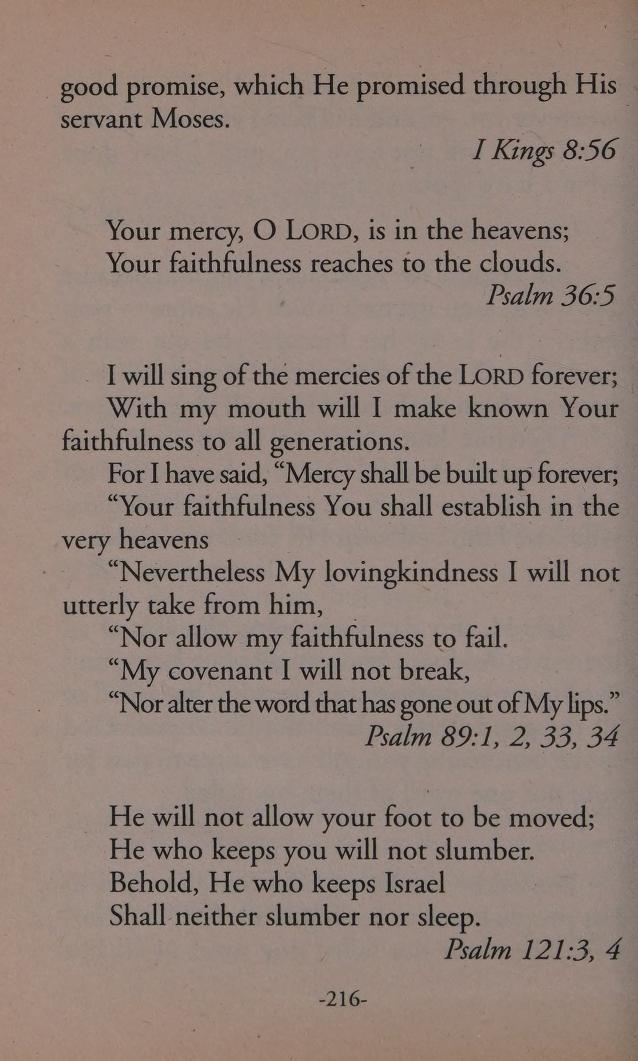 good promise, which He promised through His
servant Moses.
I Kings 8:56
Your mercy, O LORD, is in the heavens;
Your faithfulness reaches to the clouds.
Psalm 36:5
I will sing of the mercies of the LORD forever;
With my mouth will I make known Your
faithfulness to all generations.
For I have said, “Mercy shall be built up forever;
“Your faithfulness You shall establish in the
very heavens
“Nevertheless My lovingkindness I will not
utterly take from him,
“Nor allow my faithfulness to fail.
“My covenant I will not break,
“Nor alter the word that has gone out of My lips.”
Psalm 89:1, 2, 33, 34
He will not allow your foot to be moved;
He who keeps you will not slumber.
Behold, He who keeps Israel
Shall neither slumber nor sleep.
Psalm 121:3, 4
-216-